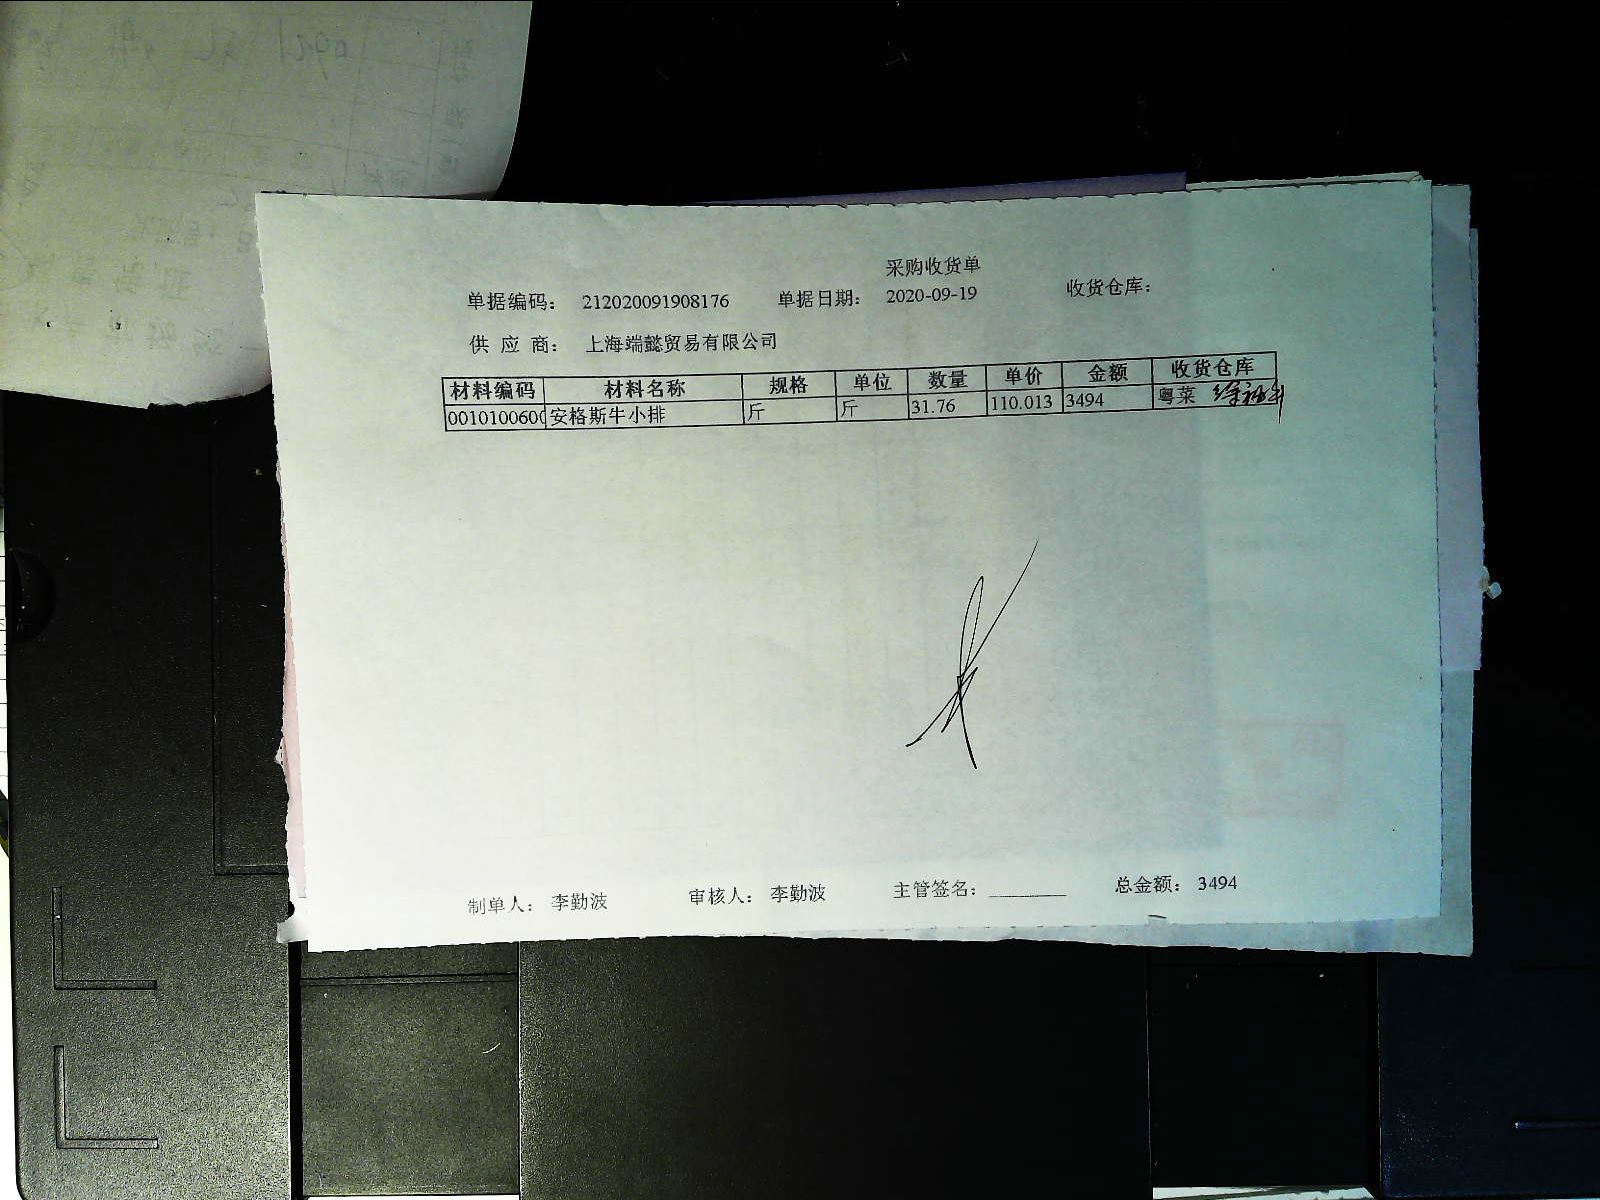 采购收货单
单据编码: 212020091908176 单据日期: 2020-09-19 收货仓库:
供 应 商: 上海端懿贸易有限公司
材料编码 材料名称 规格 单位 数量 单价 金额 收货仓库
0010100600 安格斯牛小排 斤 斤 31.76 110.013 3494 粤菜
制单人: 李勤波 审核人: 李勤波 主管签名: 总金额: 3494